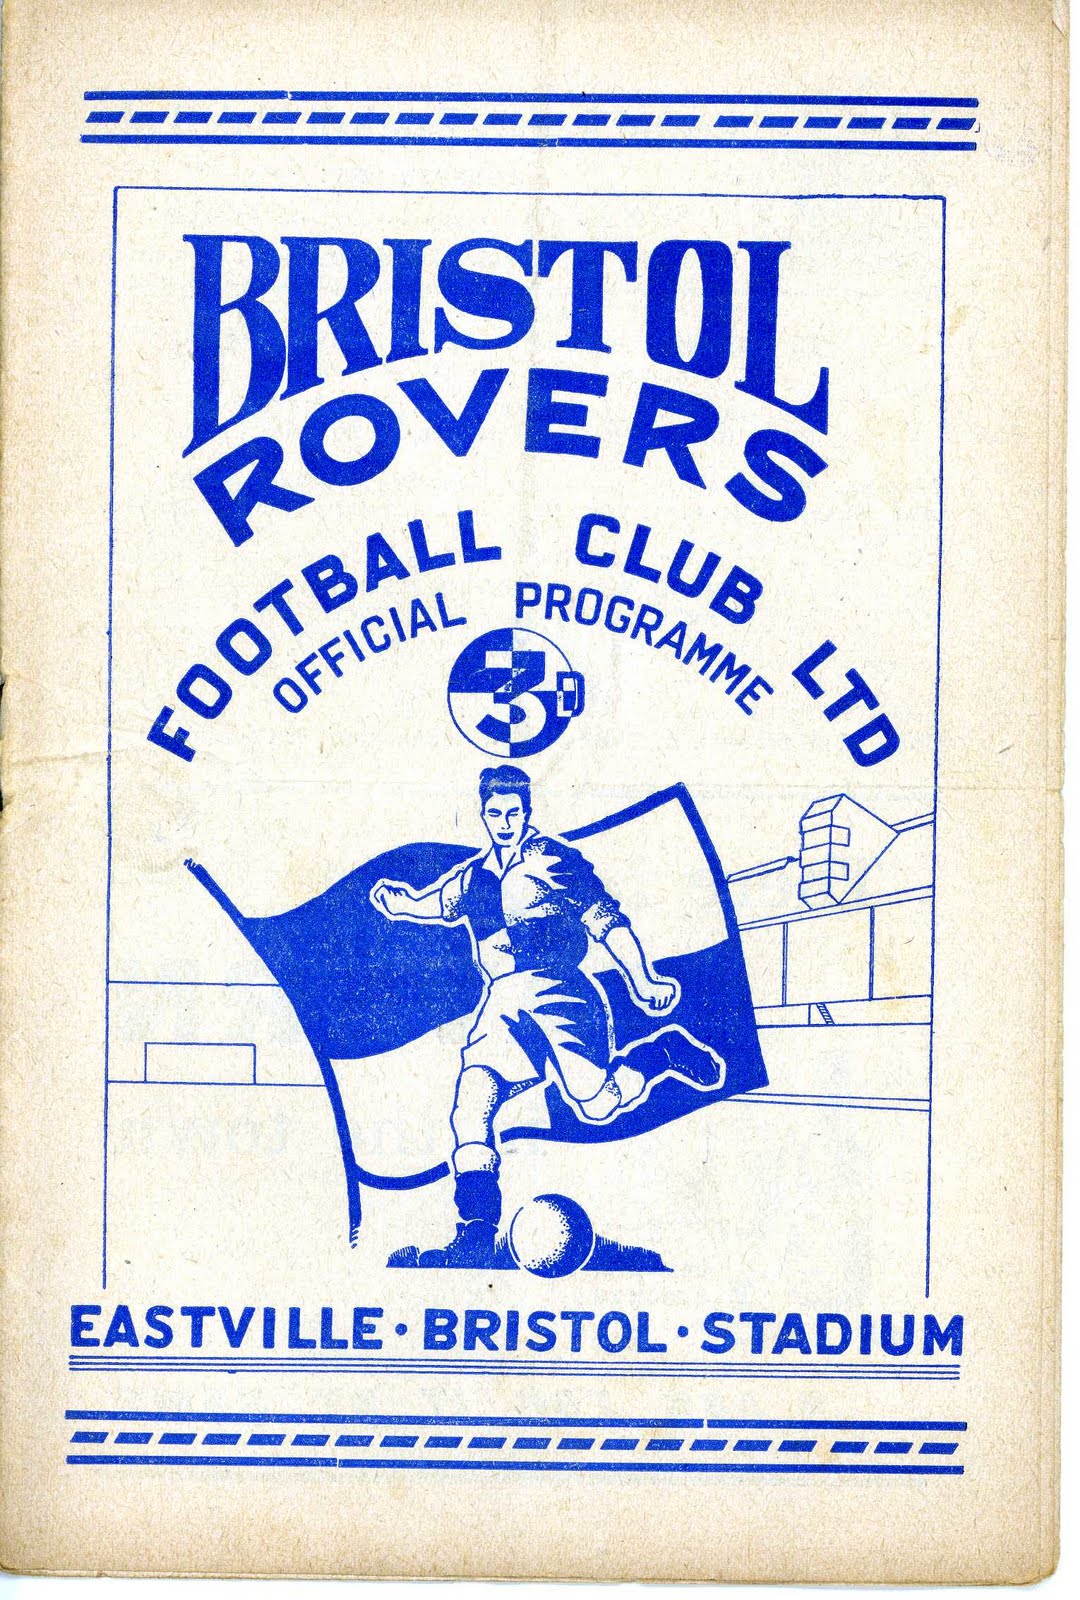 BRISTOL
ROVERS
FOOTBALL CLUB LTD
OFFICIAL PROGRAMME
3D
EASTVILLE · BRISTOL · STADIUM